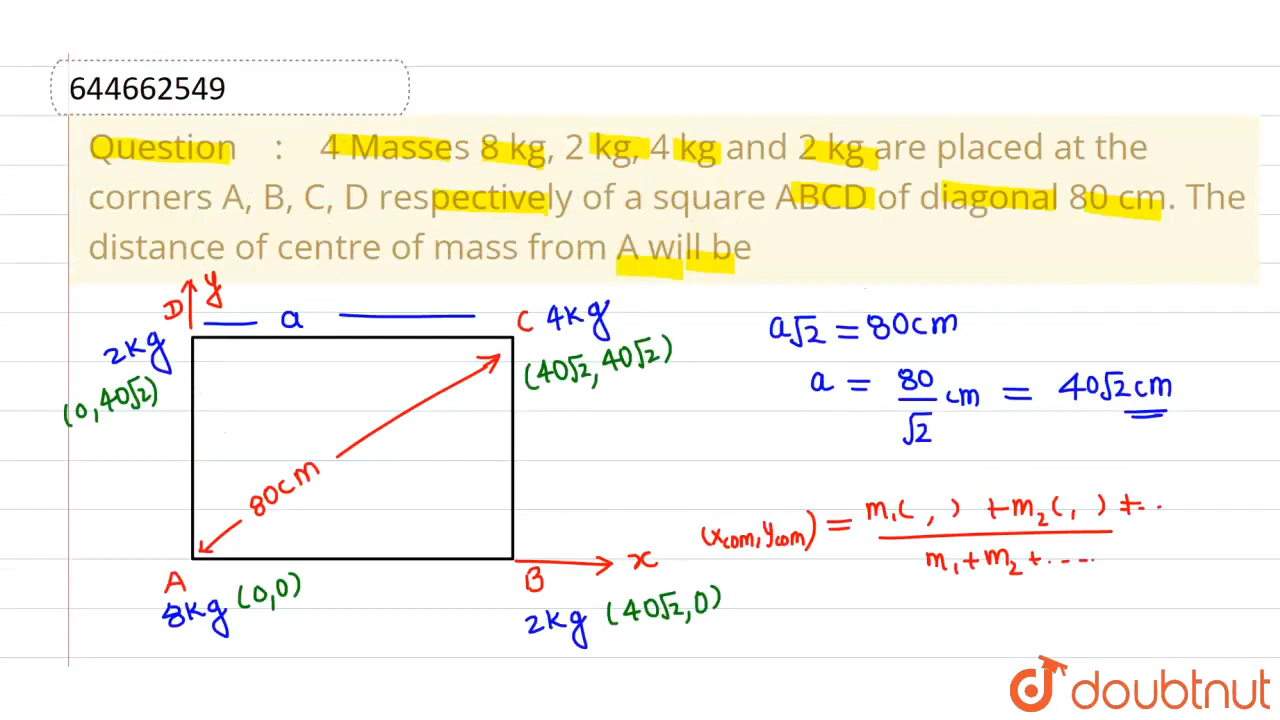 644662549
Question : 4 Masses 8 kg, 2 kg, 4 kg and 2 kg are placed at the
corners A, B, C, D respectively of a square ABCD of diagonal 80 cm. The
distance of centre of mass from A will be
D y
a
C 4kg
2kg
(0,40√2)
(40√2, 40√2)
80cm
A
8kg (0,0)
B
x
2kg (40√2,0)
a√2 = 80cm
a = 80/√2 cm = 40√2cm
(xcom, ycom) = m1( , ) + m2( , ) + ..
m1 + m2 + ....
doubtnut